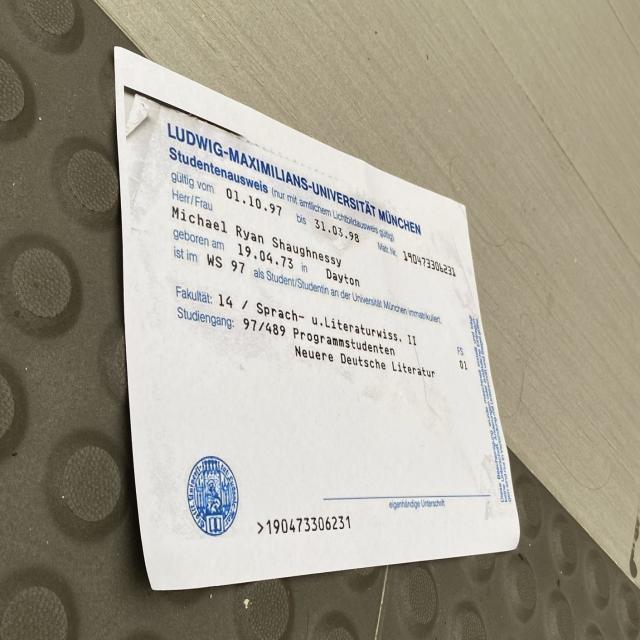 LUDWIG-MAXIMILIANS-UNIVERSITÄT MÜNCHEN
Studentenausweis (nur mit amtlichem Lichtbildausweis gültig)
gültig vom 01.10.97 bis 31.03.98 Matr. Nr. 190473306231
Herr/Frau
Michael Ryan Shaughnessy
geboren am 19.04.73 in Dayton
ist im WS 97 als Student/Studentin an der Universität München immatrikuliert.
Fakultät: 14 / Sprach- u.Literaturwiss. II
Studiengang: 97/489 Programmstudenten FS
Neuere Deutsche Literatur 01
eigenhändige Unterschrift
>190473306231